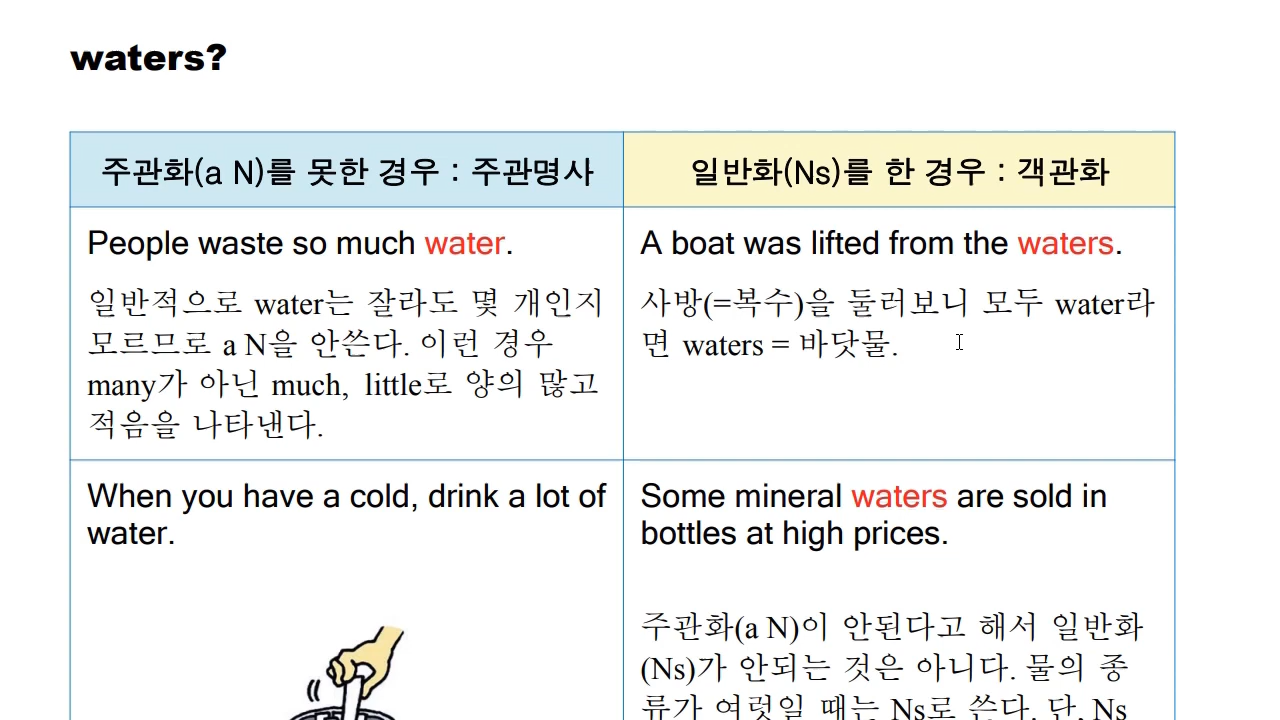 waters?
주관화(a N)를 못한 경우 : 주관명사
일반화(Ns)를 한 경우 : 객관화
People waste so much water.
일반적으로 water는 잘라도 몇 개인지
모르므로 a N을 안쓴다. 이런 경우
many가 아닌 much, little로 양의 많고
적음을 나타낸다.
A boat was lifted from the waters.
사방(=복수)을 둘러보니 모두 water라
면 waters = 바닷물.
When you have a cold, drink a lot of
water.
Some mineral waters are sold in
bottles at high prices.
주관화(a N)이 안된다고 해서 일반화
(Ns)가 안되는 것은 아니다. 물의 종
류가 여럿일 때는 Ns로 쓴다. 단, Ns